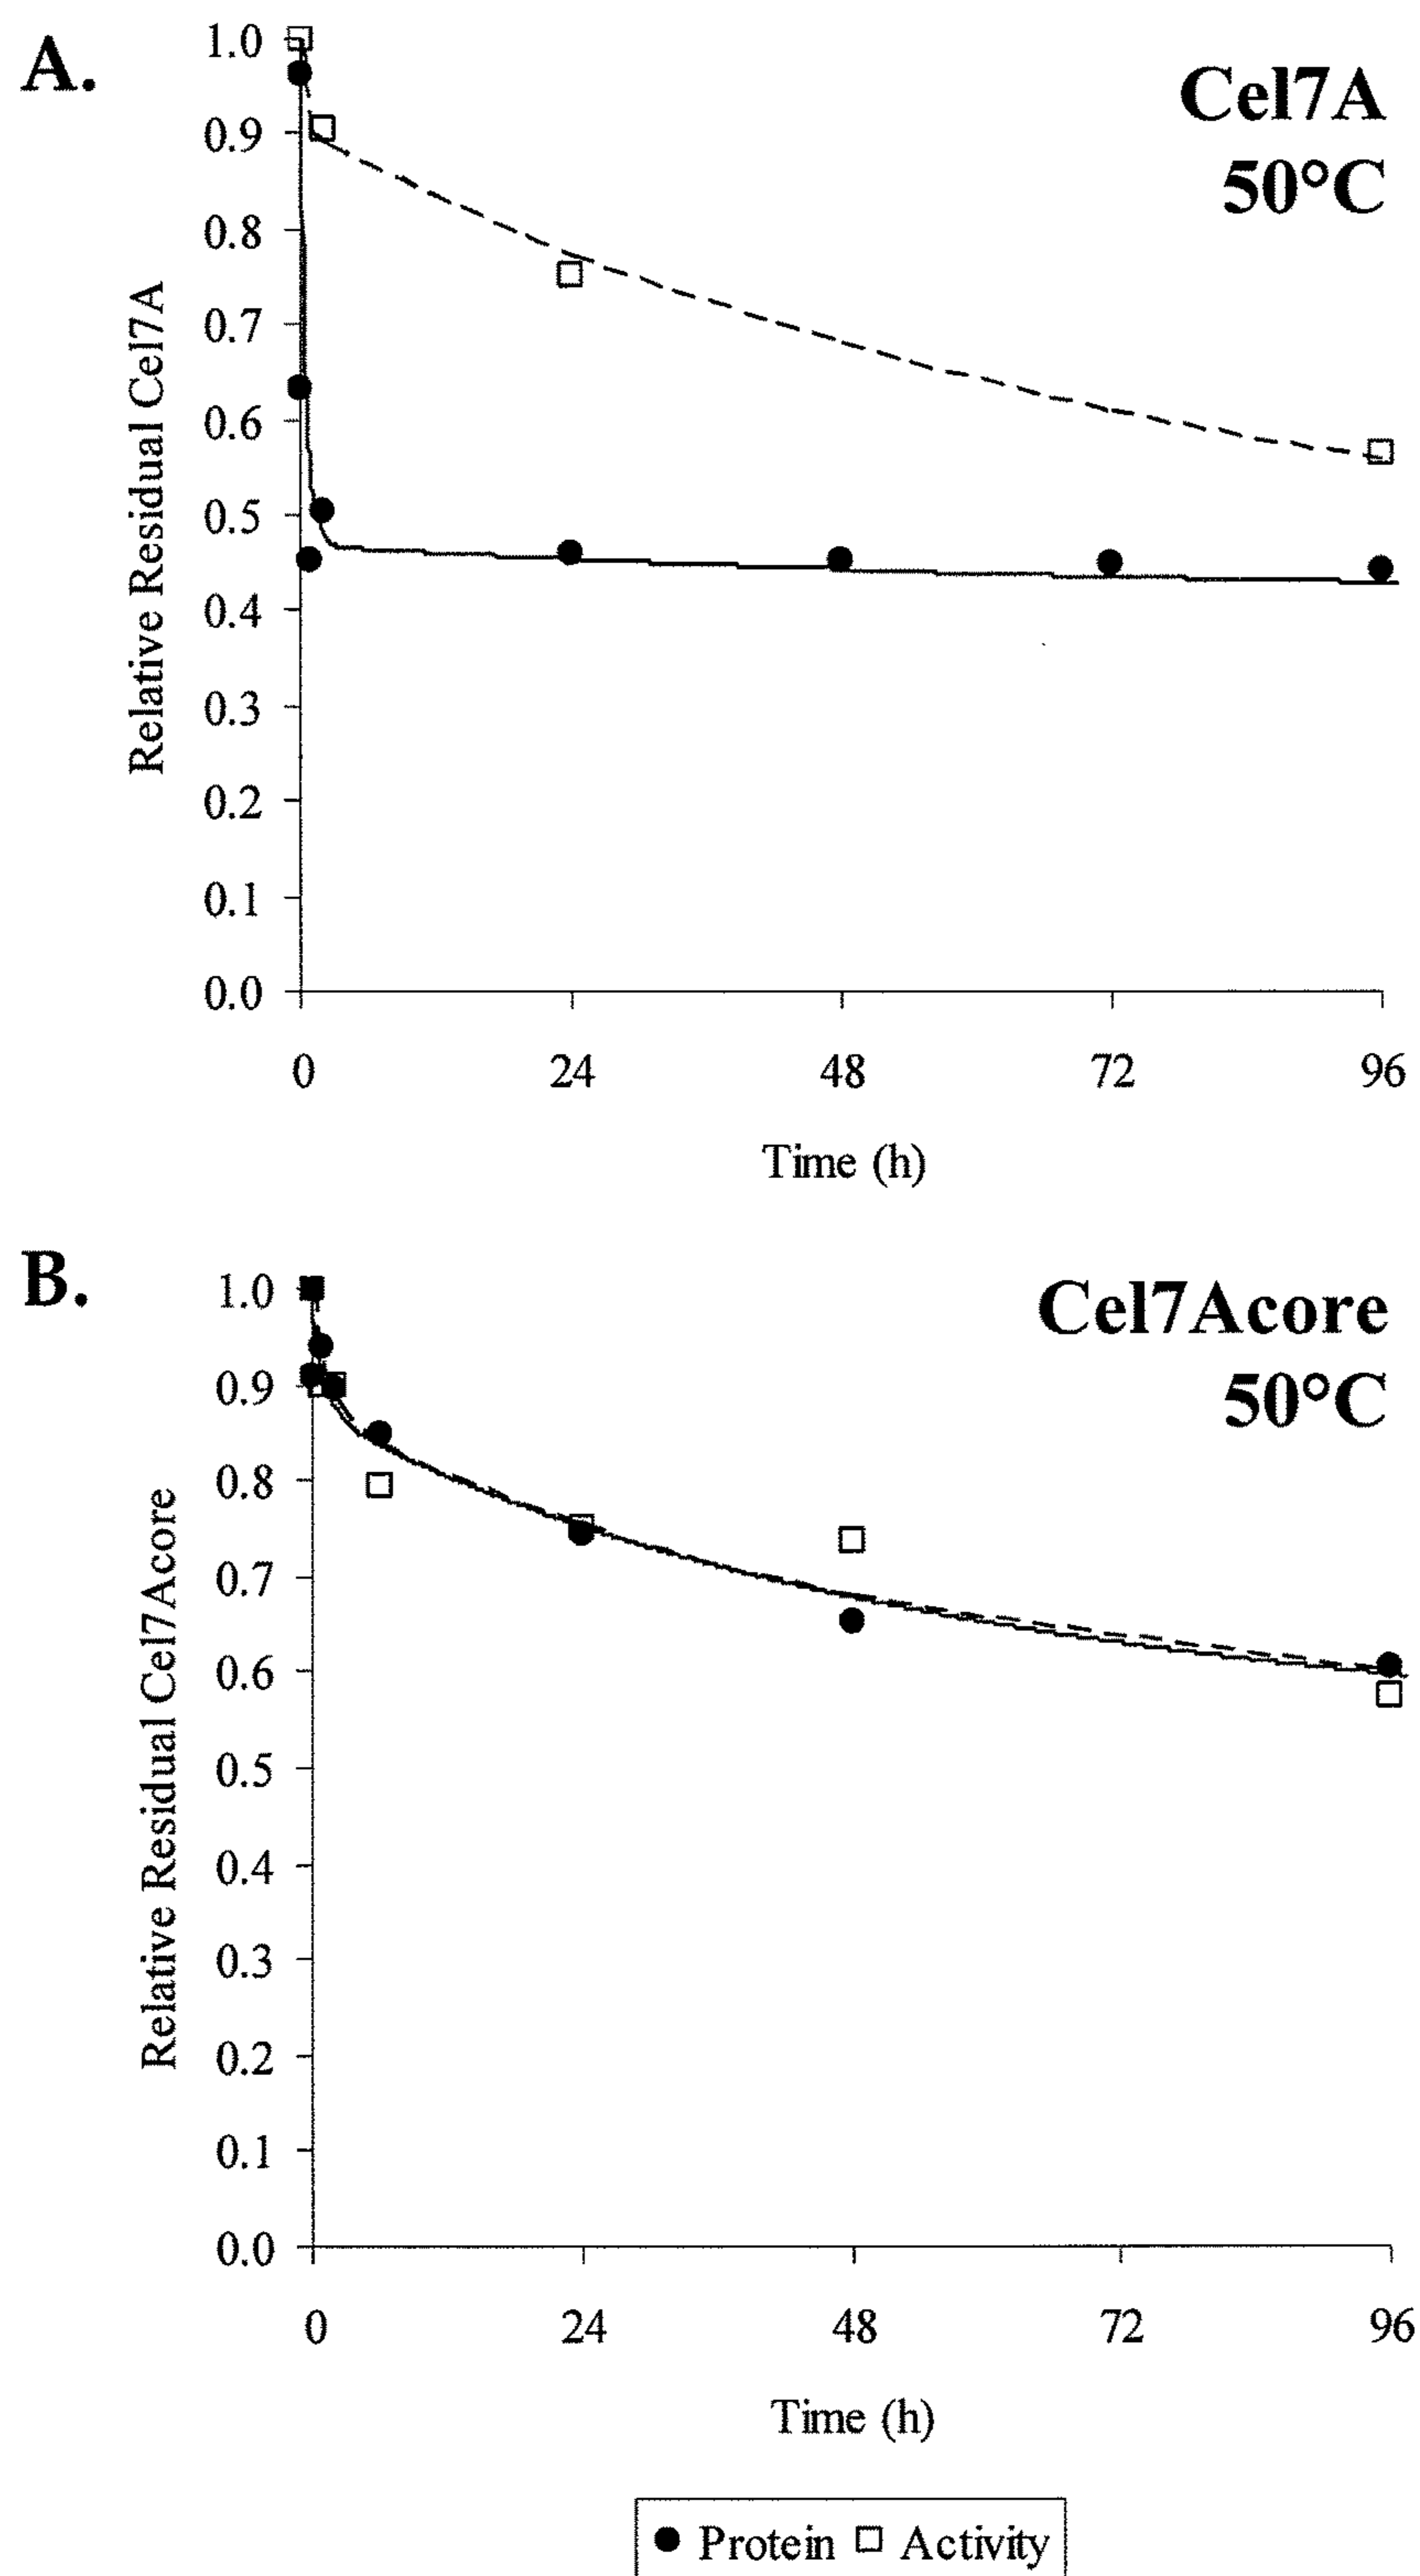 A.
Cel7A
50°C
Relative Residual Cel7A
1.0
0.9
0.8
0.7
0.6
0.5
0.4
0.3
0.2
0.1
0.0
0 24 48 72 96
Time (h)
B.
Cel7Acore
50°C
Relative Residual Cel7Acore
1.0
0.9
0.8
0.7
0.6
0.5
0.4
0.3
0.2
0.1
0.0
0 24 48 72 96
Time (h)
Protein Activity